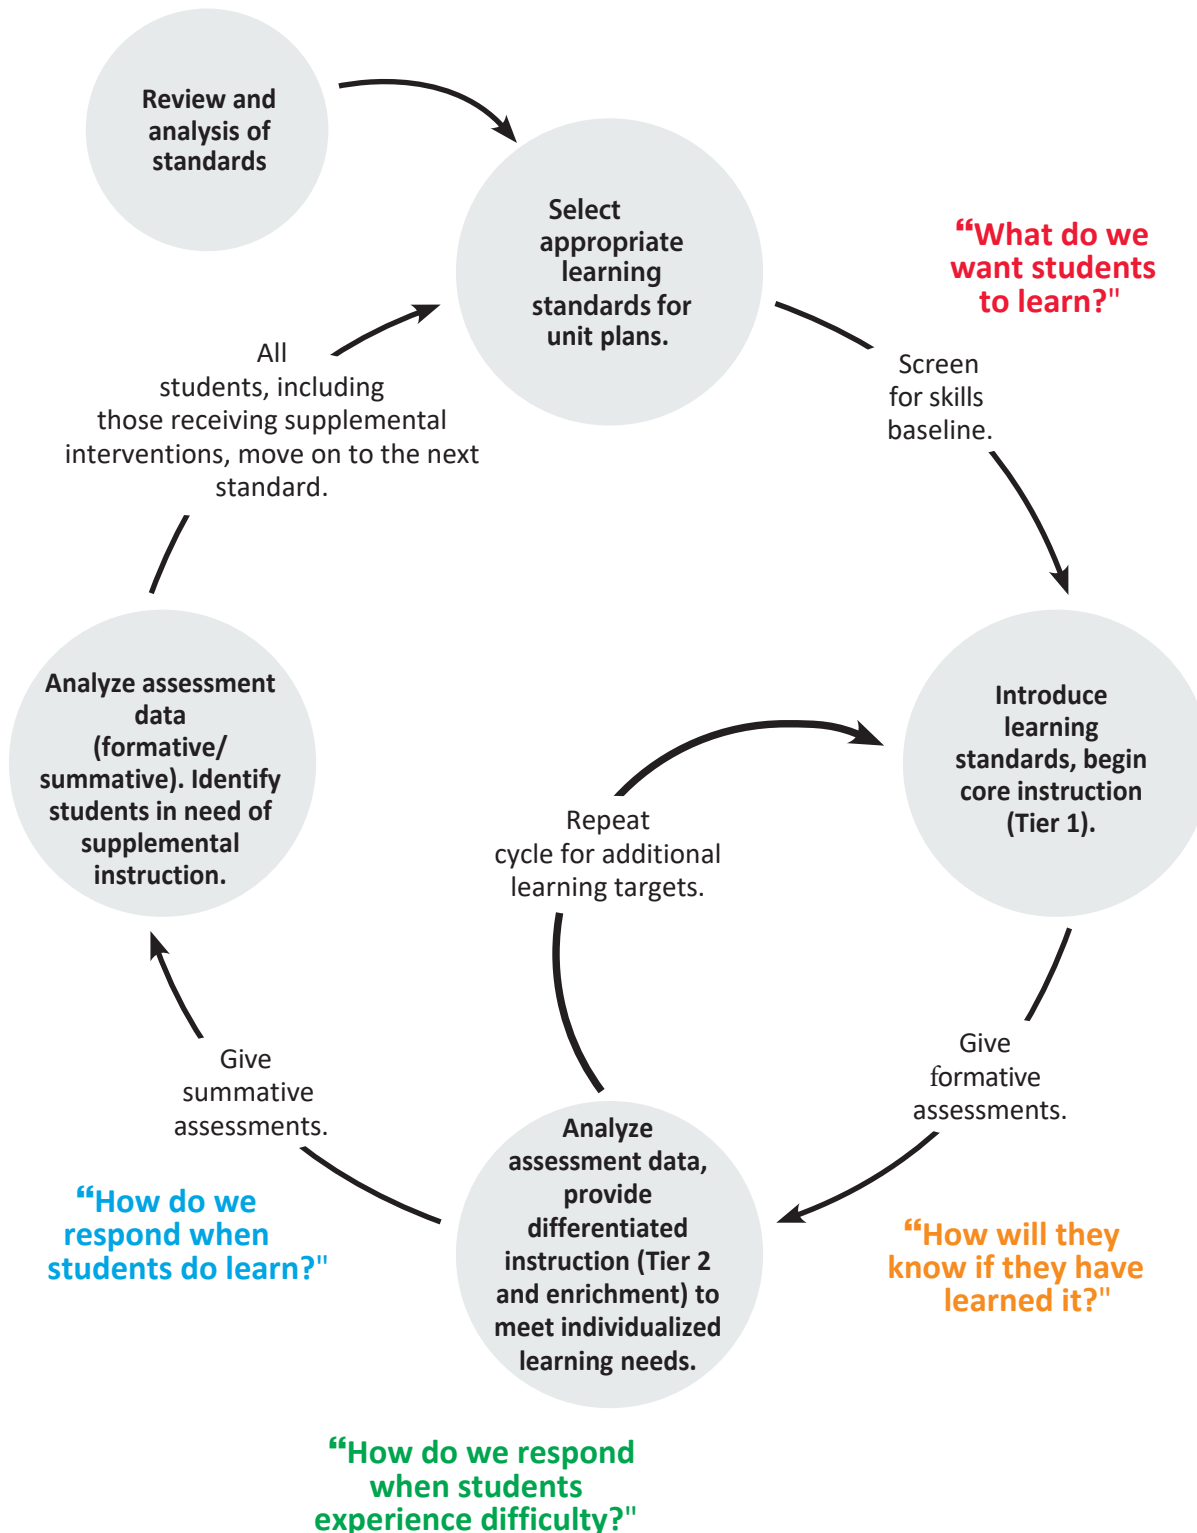 Review and
analysis of
standards
Select
appropriate
learning
standards for
unit plans.
“What do we
want students
to learn?"
Screen
for skills
baseline.
All
students, including
those receiving supplemental
interventions, move on to the next
standard.
Introduce
learning
standards, begin
core instruction
(Tier 1).
Analyze assessment
data
(formative/
summative). Identify
students in need of
supplemental
instruction.
Repeat
cycle for additional
learning targets.
Give
formative
assessments.
Give
summative
assessments.
Analyze
assessment data,
provide
differentiated
instruction (Tier 2
and enrichment) to
meet individualized
learning needs.
“How do we
respond when
students do learn?"
“How will they
know if they have
learned it?"
“How do we respond
when students
experience difficulty?"